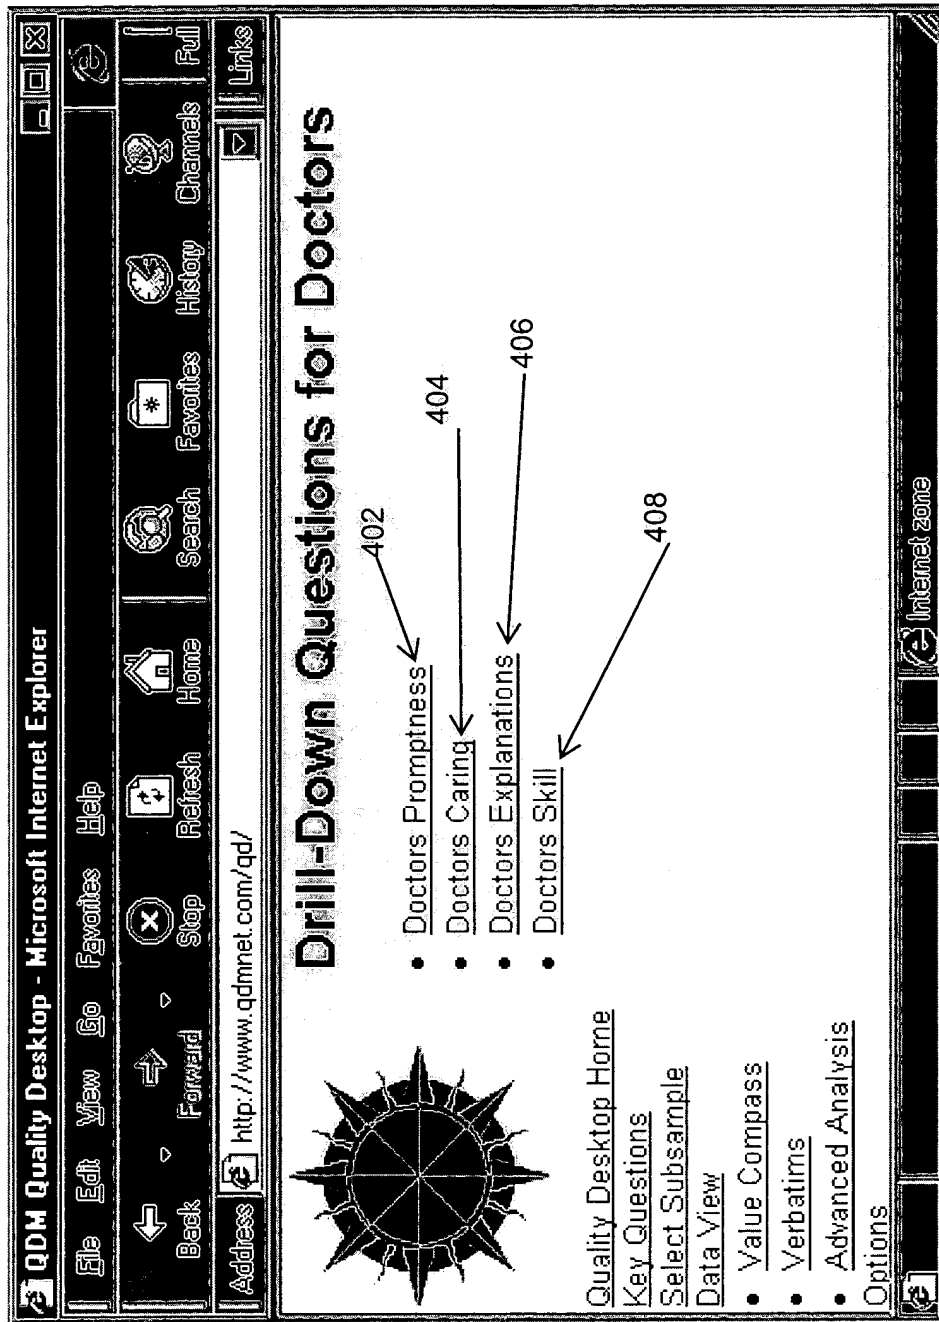 QDM Quality Desktop - Microsoft Internet Explorer
File Edit View Go Favorites Help
Back Forward Stop Refresh Home Search Favorites History Channels Full
Address http://www.qdmnet.com/qd/ Links
Drill-Down Questions for Doctors
• Doctors Promptness
• Doctors Caring
• Doctors Explanations
• Doctors Skill
402
404
406
408
Quality Desktop Home
Key Questions
Select Subsample
Data View
• Value Compass
• Verbatims
• Advanced Analysis
Options
Internet zone